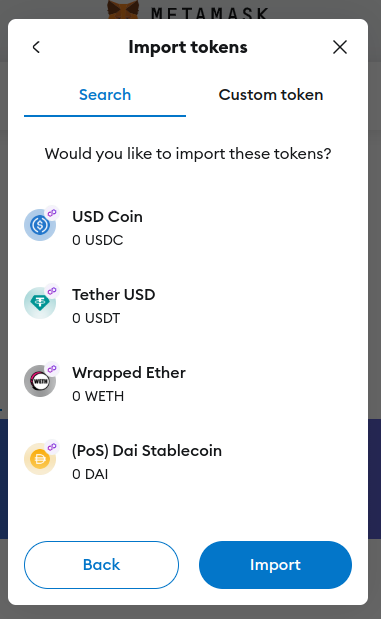 METAMASK
Import tokens
Search
Custom token
Would you like to import these tokens?
USD Coin
0 USDC
Tether USD
0 USDT
WETH
Wrapped Ether
0 WETH
(PoS) Dai Stablecoin
0 DAI
Back
Import